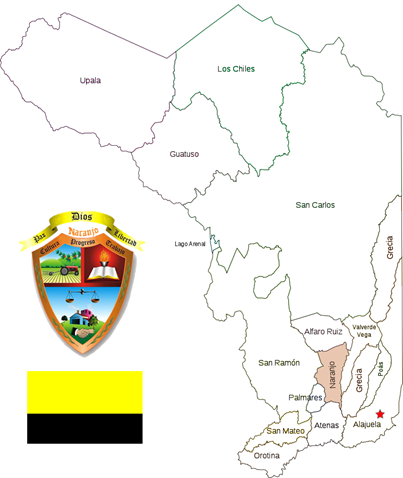 Upala
Los Chiles
Guatuso
San Carlos
Lago Arenal
Grecia
Dios
Paz
Libertad
Naranjo
Cultura
Progreso
Trabajo
Alfaro Ruiz
Valverde
Vega
San Ramón
Naranjo
Grecia
Poás
Palmares
San Mateo
Atenas
Alajuela
Orotina